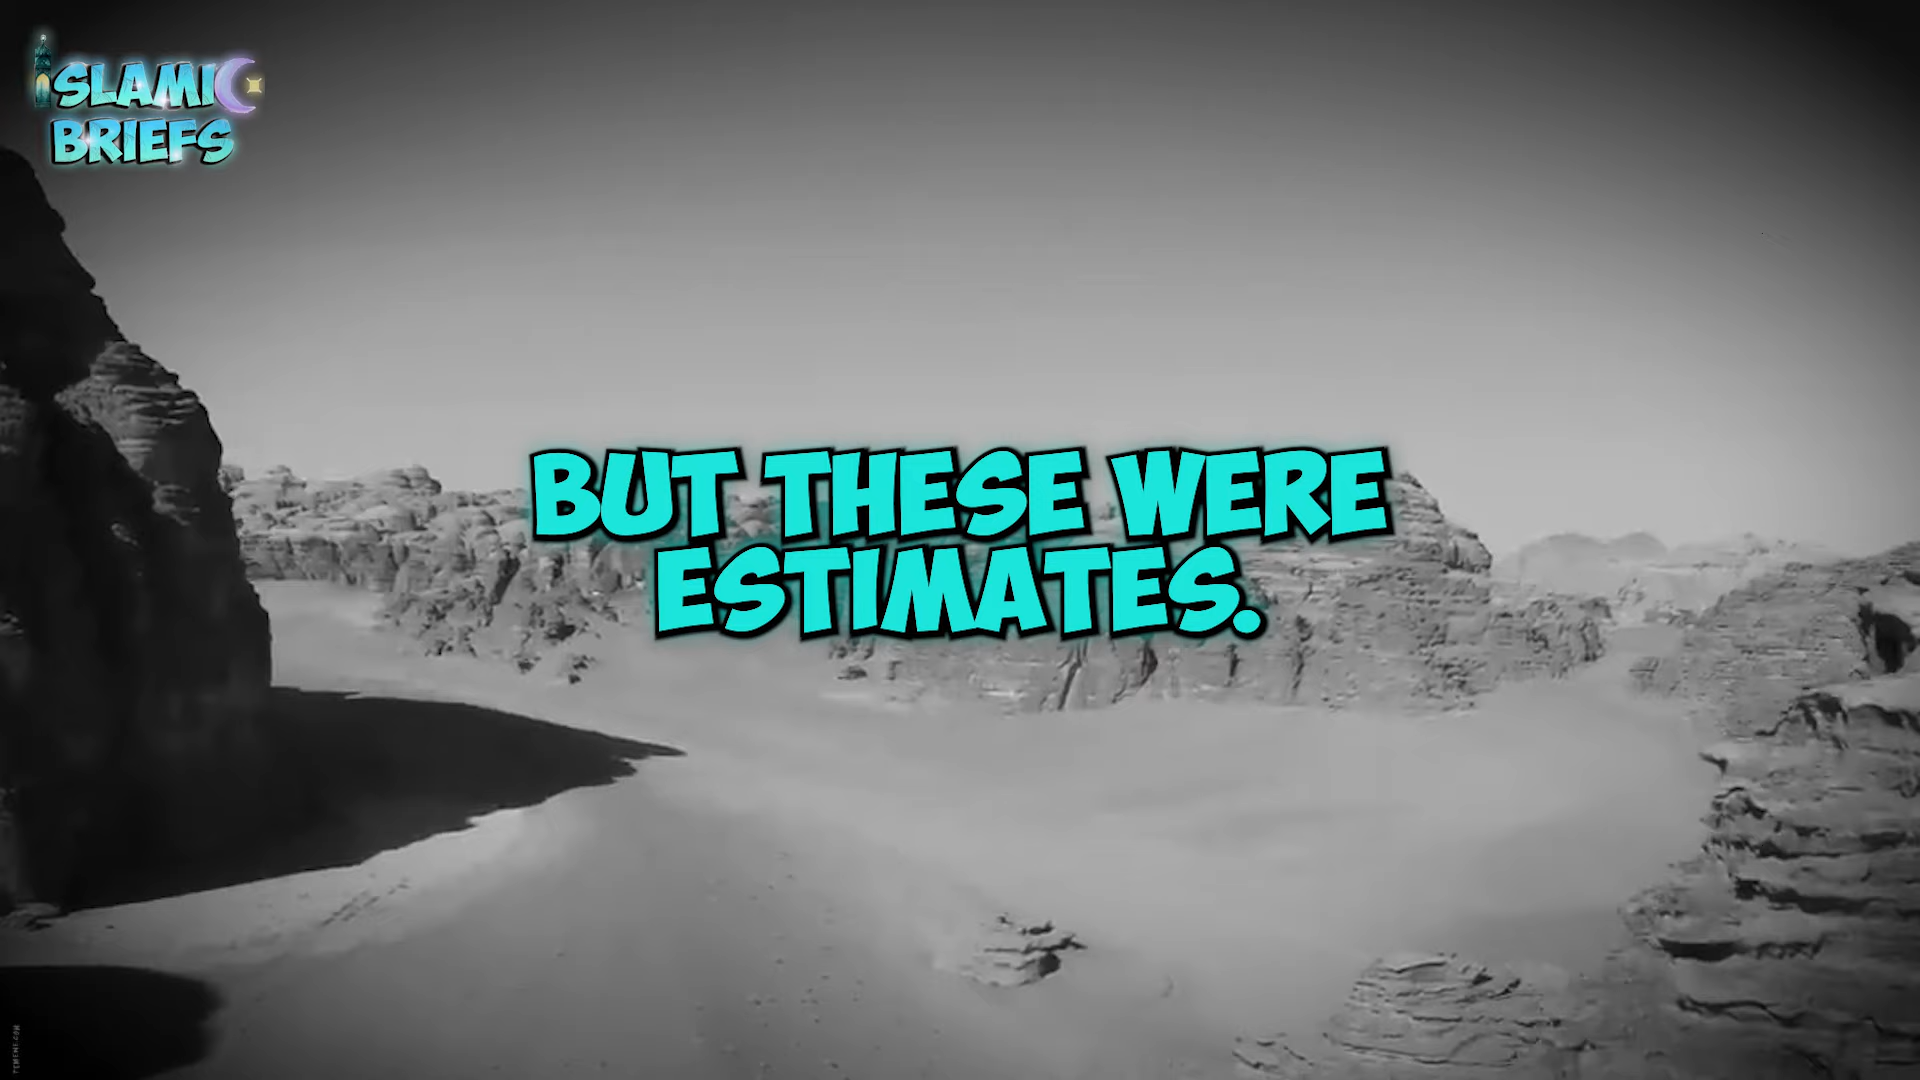 ISLAMIC
BRIEFS
BUT THESE WERE
ESTIMATES.